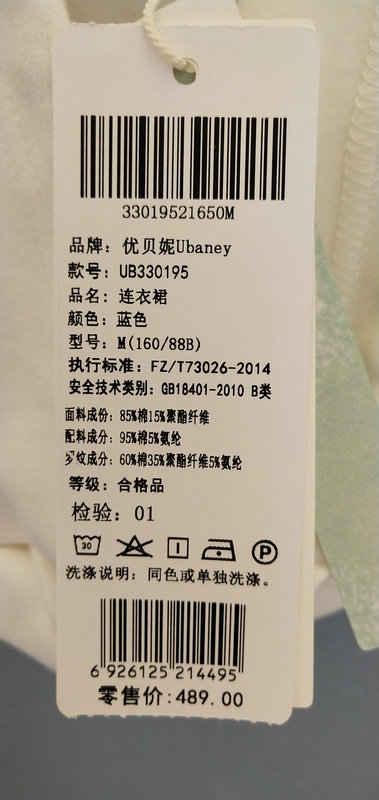 33019521650M
品牌：优贝妮Ubaney
款号：UB330195
品名：连衣裙
颜色：蓝色
型号：M(160/88B)
执行标准：FZ/T73026-2014
安全技术类别：GB18401-2010 B类
面料成份：85%棉15%聚酯纤维
配料成分：95%棉5%氨纶
罗纹成分：60%棉35%聚酯纤维5%氨纶
等级：合格品
检验：01
30
P
洗涤说明：同色或单独洗涤。
6 926125 214495
零售价:489.00